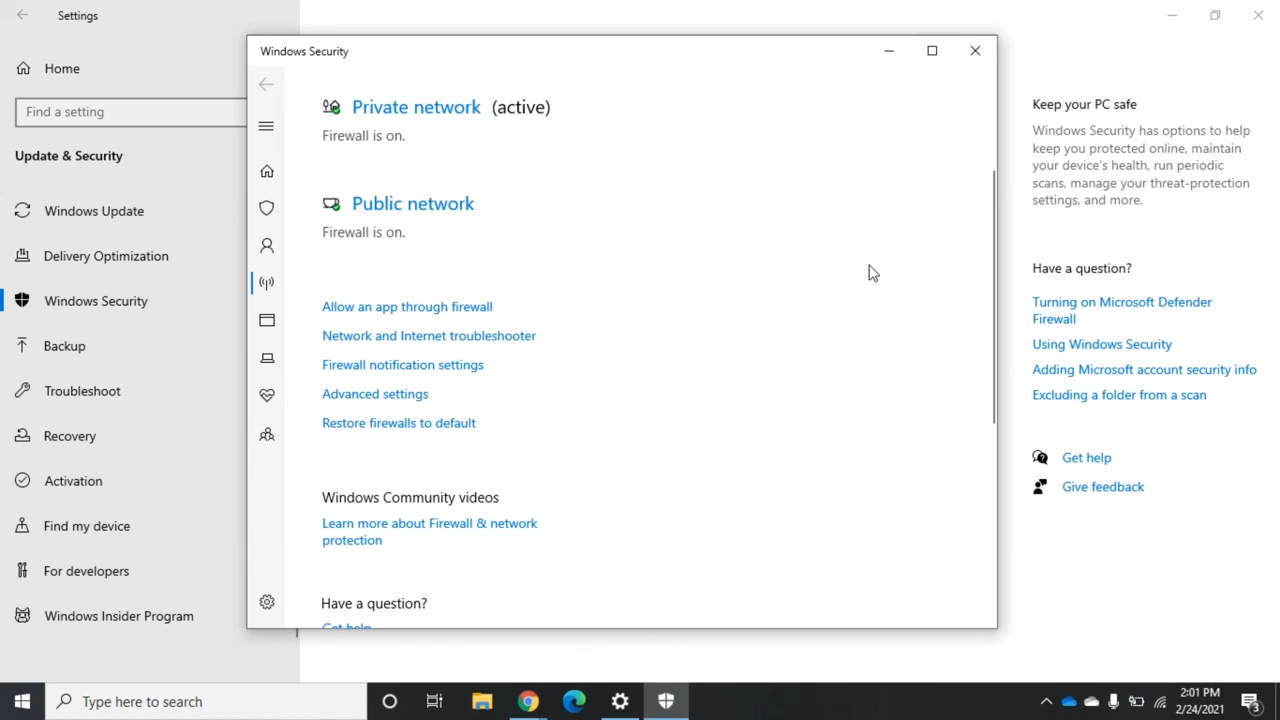 Settings
Home
Find a setting
Update & Security
Windows Update
Delivery Optimization
Windows Security
Backup
Troubleshoot
Recovery
Activation
Find my device
For developers
Windows Insider Program
Windows Security
Private network (active)
Firewall is on.
Public network
Firewall is on.
Allow an app through firewall
Network and Internet troubleshooter
Firewall notification settings
Advanced settings
Restore firewalls to default
Windows Community videos
Learn more about Firewall & network
protection
Have a question?
Get help
Keep your PC safe
Windows Security has options to help
keep you protected online, maintain
your device's health, run periodic
scans, manage your threat-protection
settings, and more.
Have a question?
Turning on Microsoft Defender
Firewall
Using Windows Security
Adding Microsoft account security info
Excluding a folder from a scan
Get help
Give feedback
Type here to search
2:01 PM
2/24/2021
3